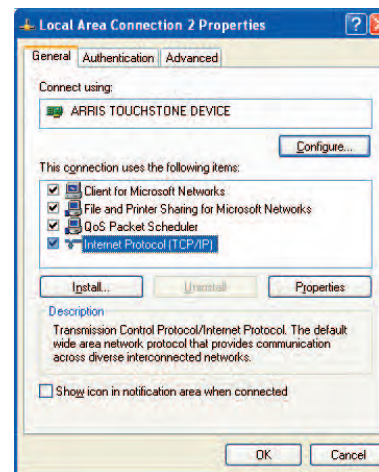 Local Area Connection 2 Properties
General Authentication Advanced
Connect using:
ARRIS TOUCHSTONE DEVICE
Configure...
This connection uses the following items:
Client for Microsoft Networks
File and Printer Sharing for Microsoft Networks
QoS Packet Scheduler
Internet Protocol (TCP/IP)
Install... Uninstall Properties
Description
Transmission Control Protocol/Internet Protocol. The default
wide area network protocol that provides communication
across diverse interconnected networks.
Show icon in notification area when connected
OK Cancel